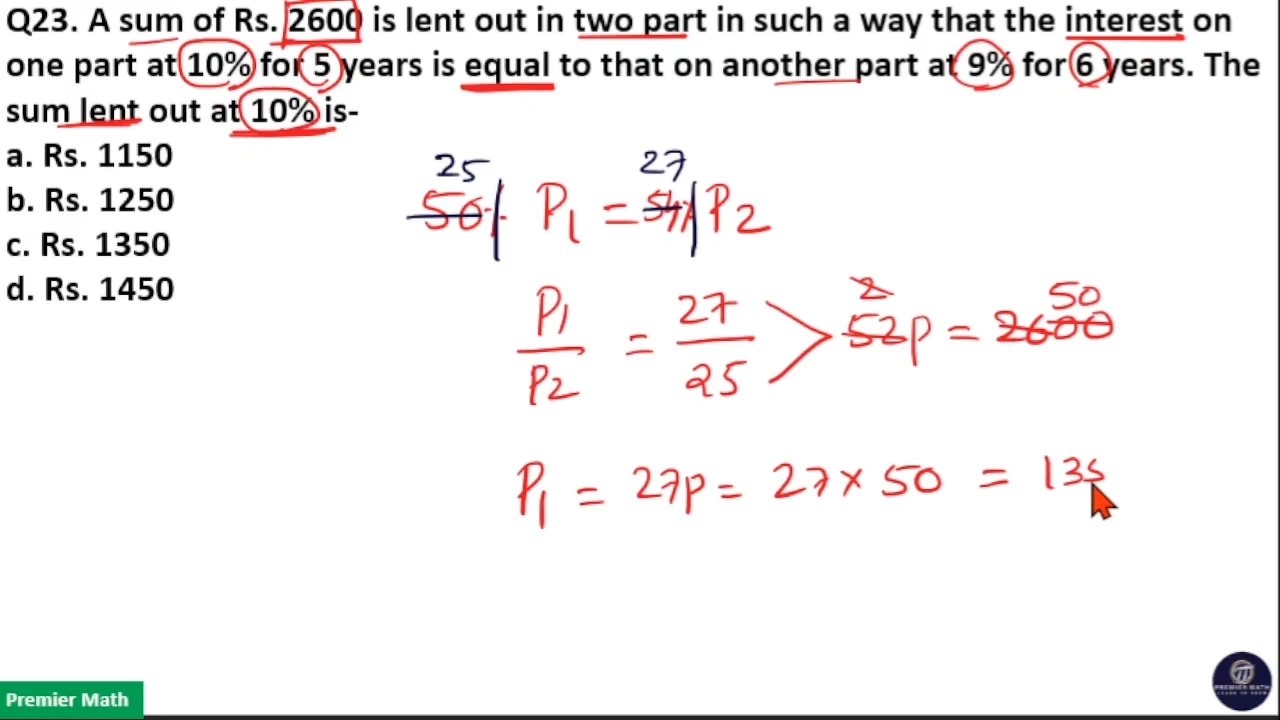 Q23. A sum of Rs. 2600 is lent out in two part in such a way that the interest on
one part at 10% for 5 years is equal to that on another part at 9% for 6 years. The
sum lent out at 10% is-
a. Rs. 1150
b. Rs. 1250
c. Rs. 1350
d. Rs. 1450
25 27
50% P1 = 54% P2
P1/P2 = 27/25
2 50
52p = 2600
P1 = 27p = 27 × 50 = 135
Premier Math
PREMIER MATH